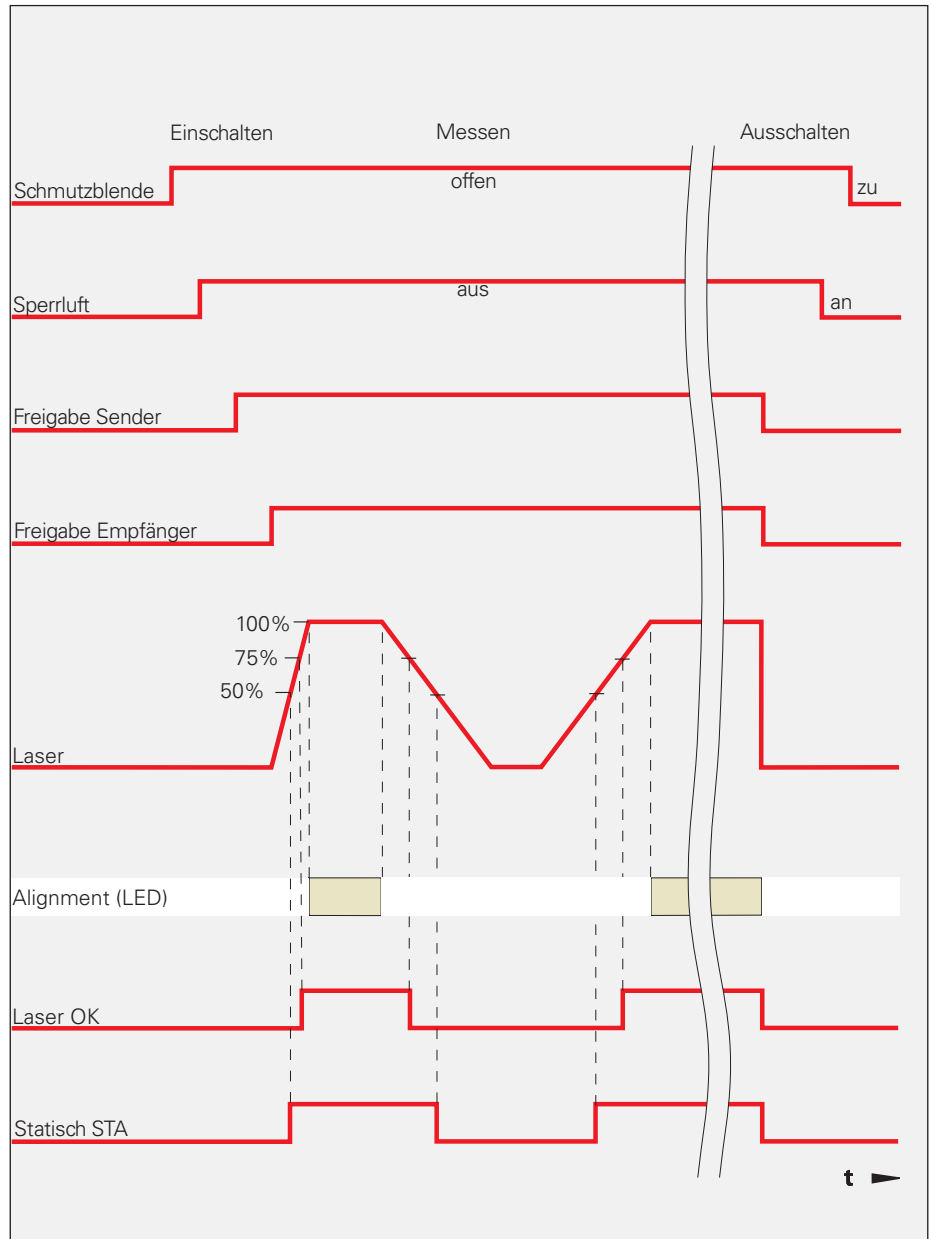 Einschalten Messen Ausschalten
Schmutzblende offen zu
Sperrluft aus an
Freigabe Sender
Freigabe Empfänger
100%
75%
50%
Laser
Alignment (LED)
Laser OK
Statisch STA
t